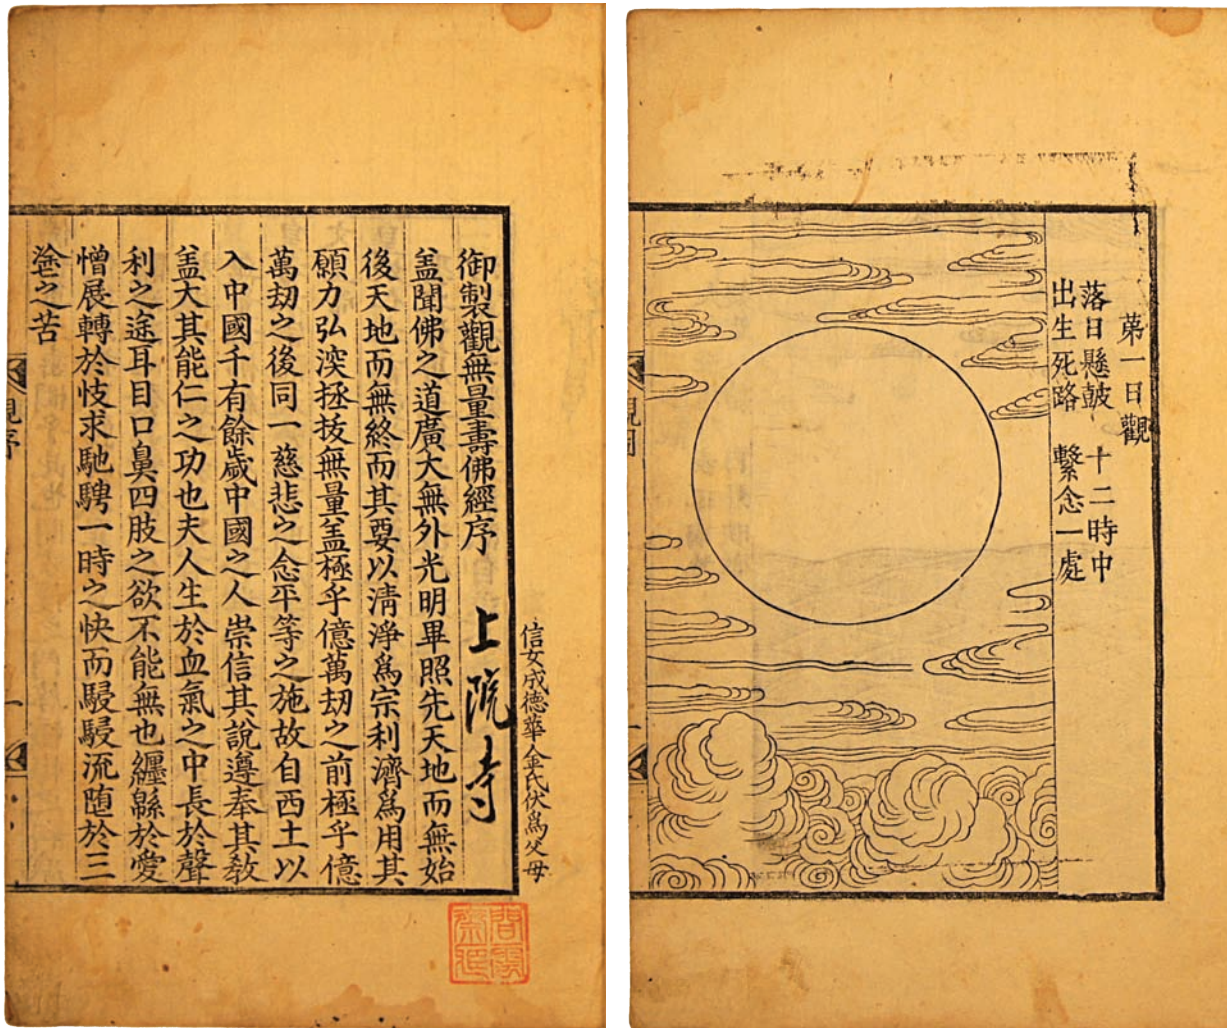 信女成德華金氏伏爲父母
御製觀無量壽佛經序
上院寺
盖聞佛之道廣大無外光明畢照先天地而無始
後天地而無終而其要以淸淨爲宗利濟爲用其
願力弘深拯拔無量盖極乎億萬劫之前極乎億
萬劫之後同一慈悲之念平等之施故自西土以
入中國千有餘歲中國之人崇信其說遵奉其教
盖大其能仁之功也夫人生於血氣之中長於聲
利之途耳目口鼻四肢之欲不能無也纏緜於愛
憎展轉於忮求馳騁一時之快而駸駸流随於三
塗之苦
觀序
一
第一日觀
落日懸皷 十二時中
出生死路 繫念一處